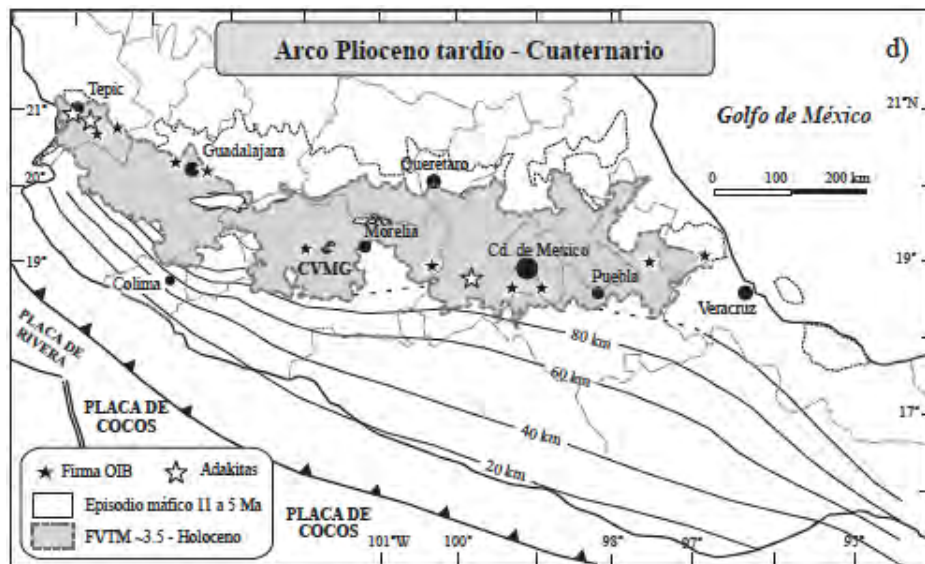 Arco Plioceno tardío - Cuaternario
d)
Tepic
21°
21°N
Golfo de México
Guadalajara
Queretaro
0 100 200 km
20°
Morelia
Cd. de Mexico
CVMG
19°
19°
Colima
Puebla
Veracruz
80 km
PLACA DE
RIVERA
60 km
PLACA DE
COCOS
17°
40 km
20 km
Firma OIB
Adakitas
Episodio máfico 11 a 5 Ma
PLACA DE
COCOS
FVTM ~3.5 - Holoceno
101°W
100°
98°
97°
95°